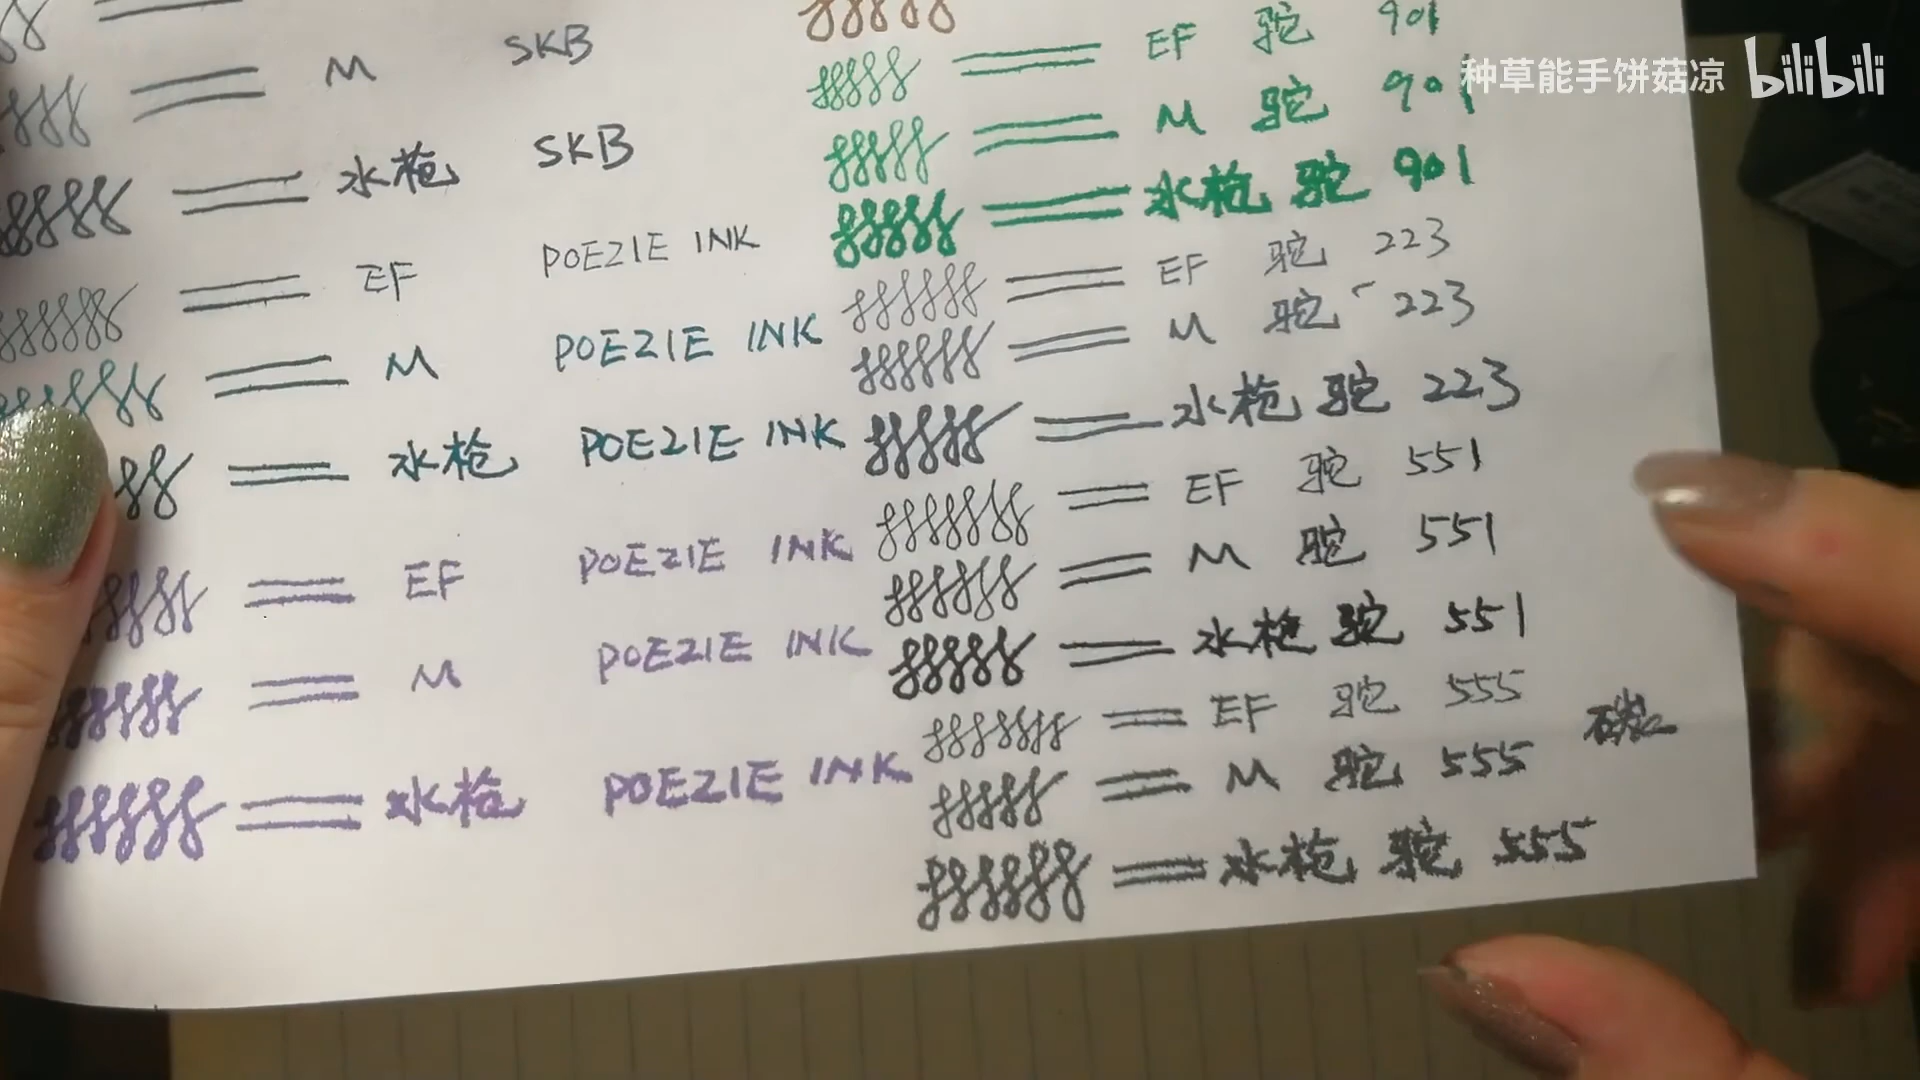 M SKB
水枪 SKB
EF POEZIE INK
M POEZIE INK
水枪 POEZIE INK
EF POEZIE INK
M POEZIE INK
水枪 POEZIE INK
EF 驼 901
M 驼 901
水枪 驼 901
EF 驼 223
M 驼 223
水枪 驼 223
EF 驼 551
M 驼 551
水枪 驼 551
EF 驼 555
M 驼 555
水枪 驼 555
种草能手饼菇凉 bilibili